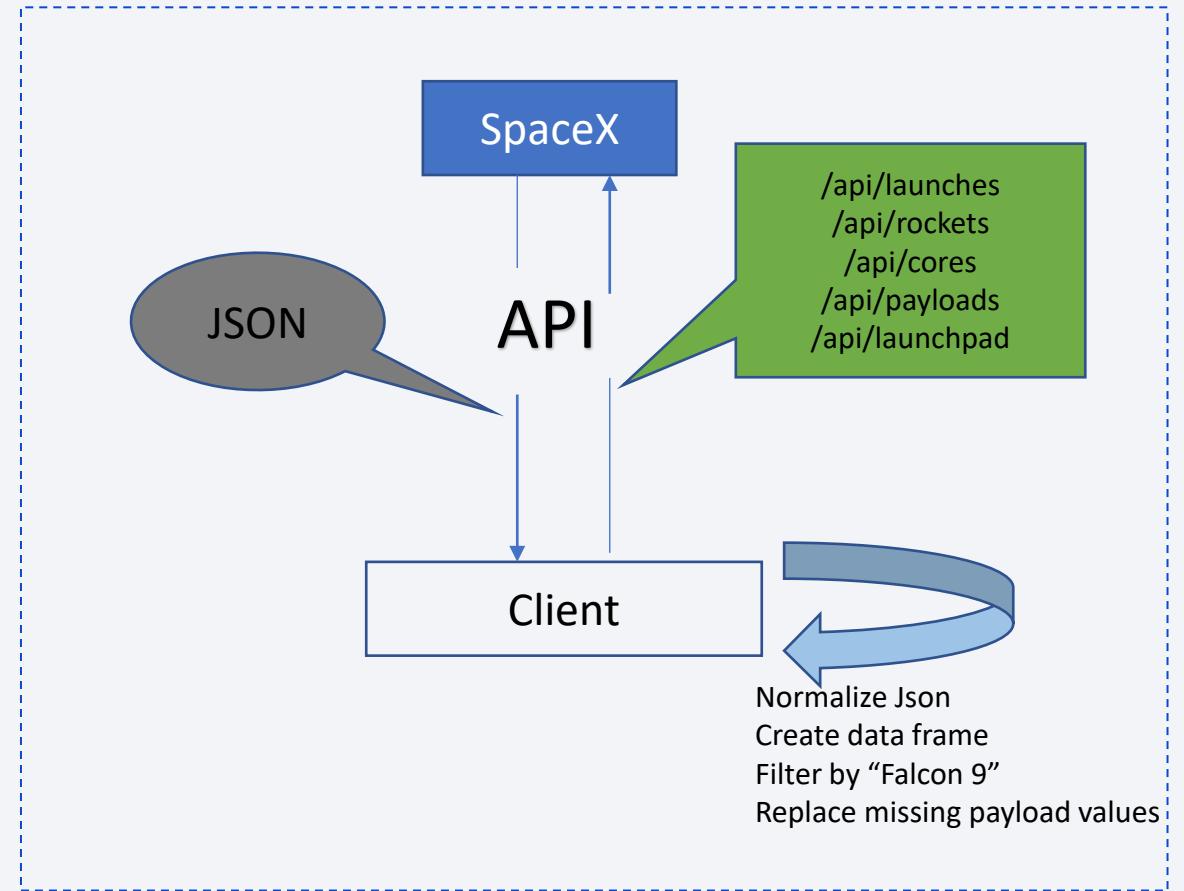 SpaceX
/api/launches
/api/rockets
/api/cores
/api/payloads
/api/launchpad
JSON
API
Client
Normalize Json
Create data frame
Filter by “Falcon 9”
Replace missing payload values